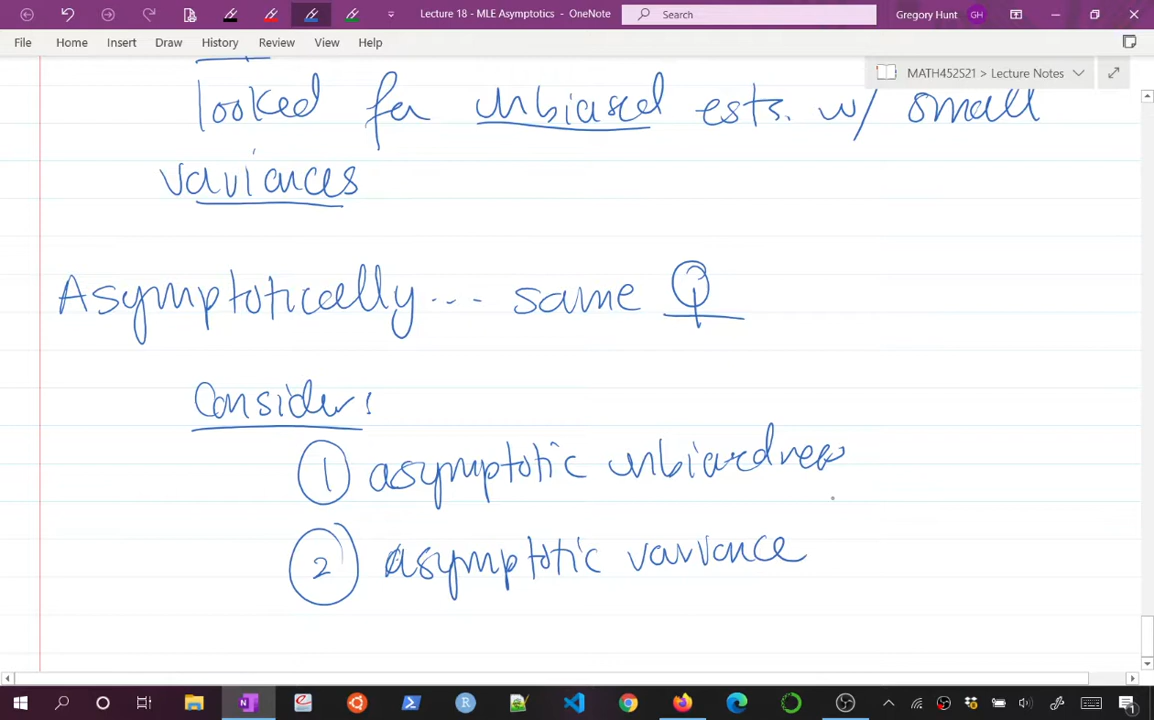 Lecture 18 - MLE Asymptotics - OneNote
Search
Gregory Hunt
GH
File Home Insert Draw History Review View Help
MATH452S21 > Lecture Notes
looked for unbiased ests. w/ small
variances
Asymptotically... same Q
Consider:
1 asymptotic unbiasedness
2 asymptotic variance